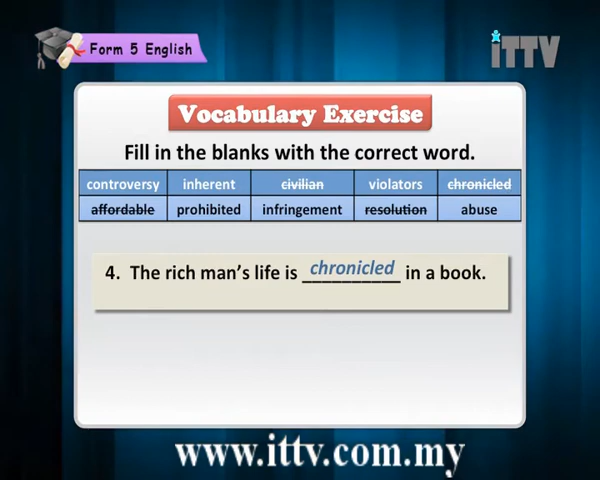 Form 5 English
iTTV
Vocabulary Exercise
Fill in the blanks with the correct word.
controversy inherent civilian violators chronicled
affordable prohibited infringement resolution abuse
4. The rich man's life is chronicled in a book.
www.ittv.com.my